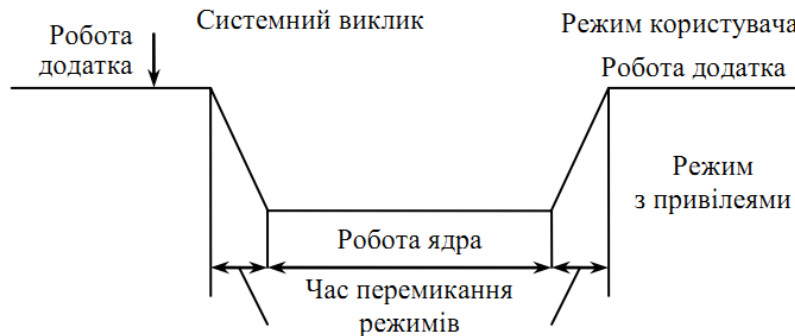 Системний виклик
Режим користувача
Робота
додатка
Робота додатка
Режим
з привілеями
Робота ядра
Час перемикання
режимів